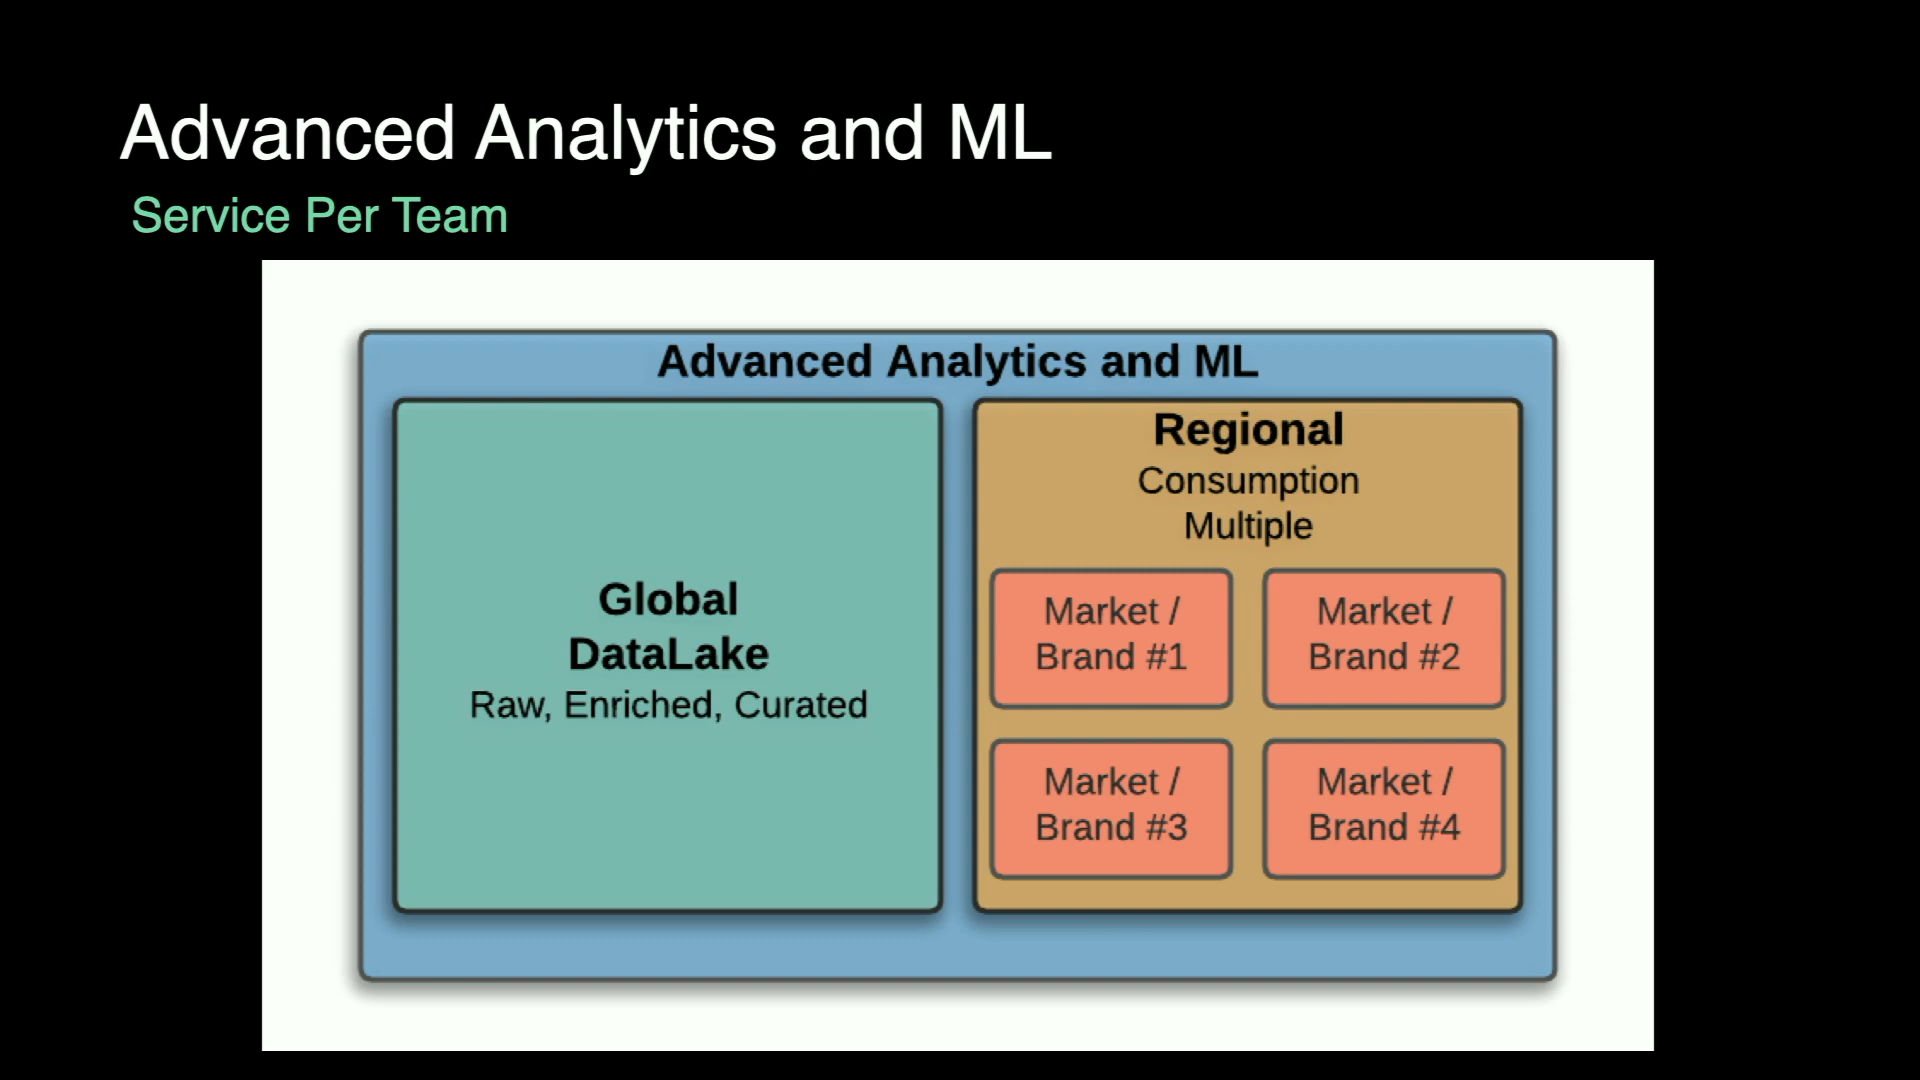 Advanced Analytics and ML
Service Per Team
Advanced Analytics and ML
Global
DataLake
Raw, Enriched, Curated
Regional
Consumption
Multiple
Market /
Brand #1
Market /
Brand #2
Market /
Brand #3
Market /
Brand #4